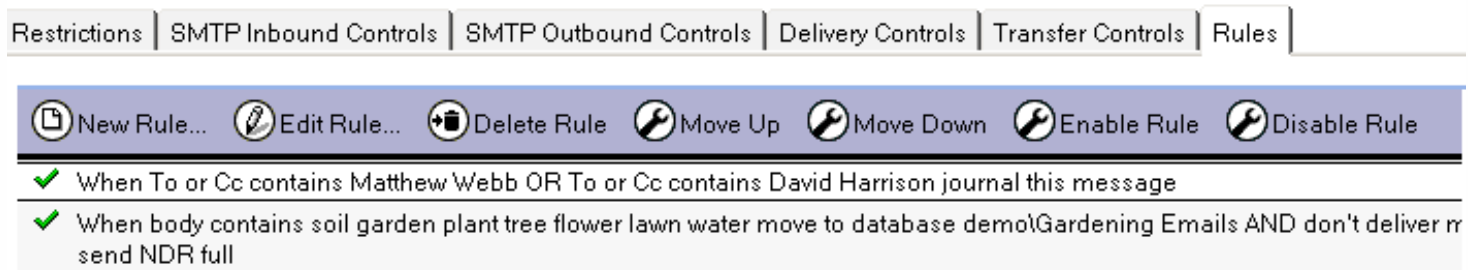 Restrictions SMTP Inbound Controls SMTP Outbound Controls Delivery Controls Transfer Controls Rules
New Rule... Edit Rule... Delete Rule Move Up Move Down Enable Rule Disable Rule
When To or Cc contains Matthew Webb OR To or Cc contains David Harrison journal this message
When body contains soil garden plant tree flower lawn water move to database demo\Gardening Emails AND don't deliver
send NDR full